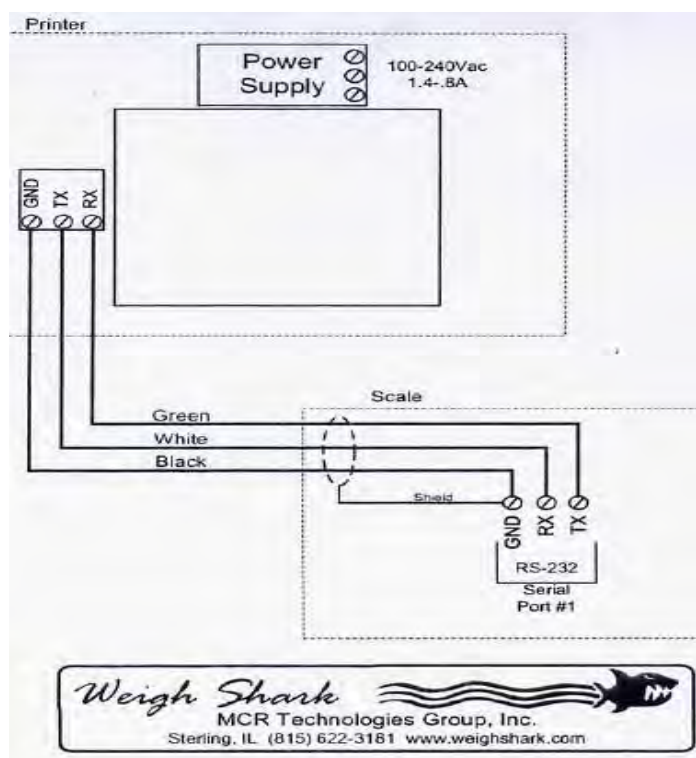 Printer
Power
Supply
100-240Vac
1.4-.8A
GND
TX
RX
Scale
Green
White
Black
Shield
GND
RX
TX
RS-232
Serial
Port #1
Weigh Shark
MCR Technologies Group, Inc.
Sterling, IL (815) 622-3181 www.weighshark.com